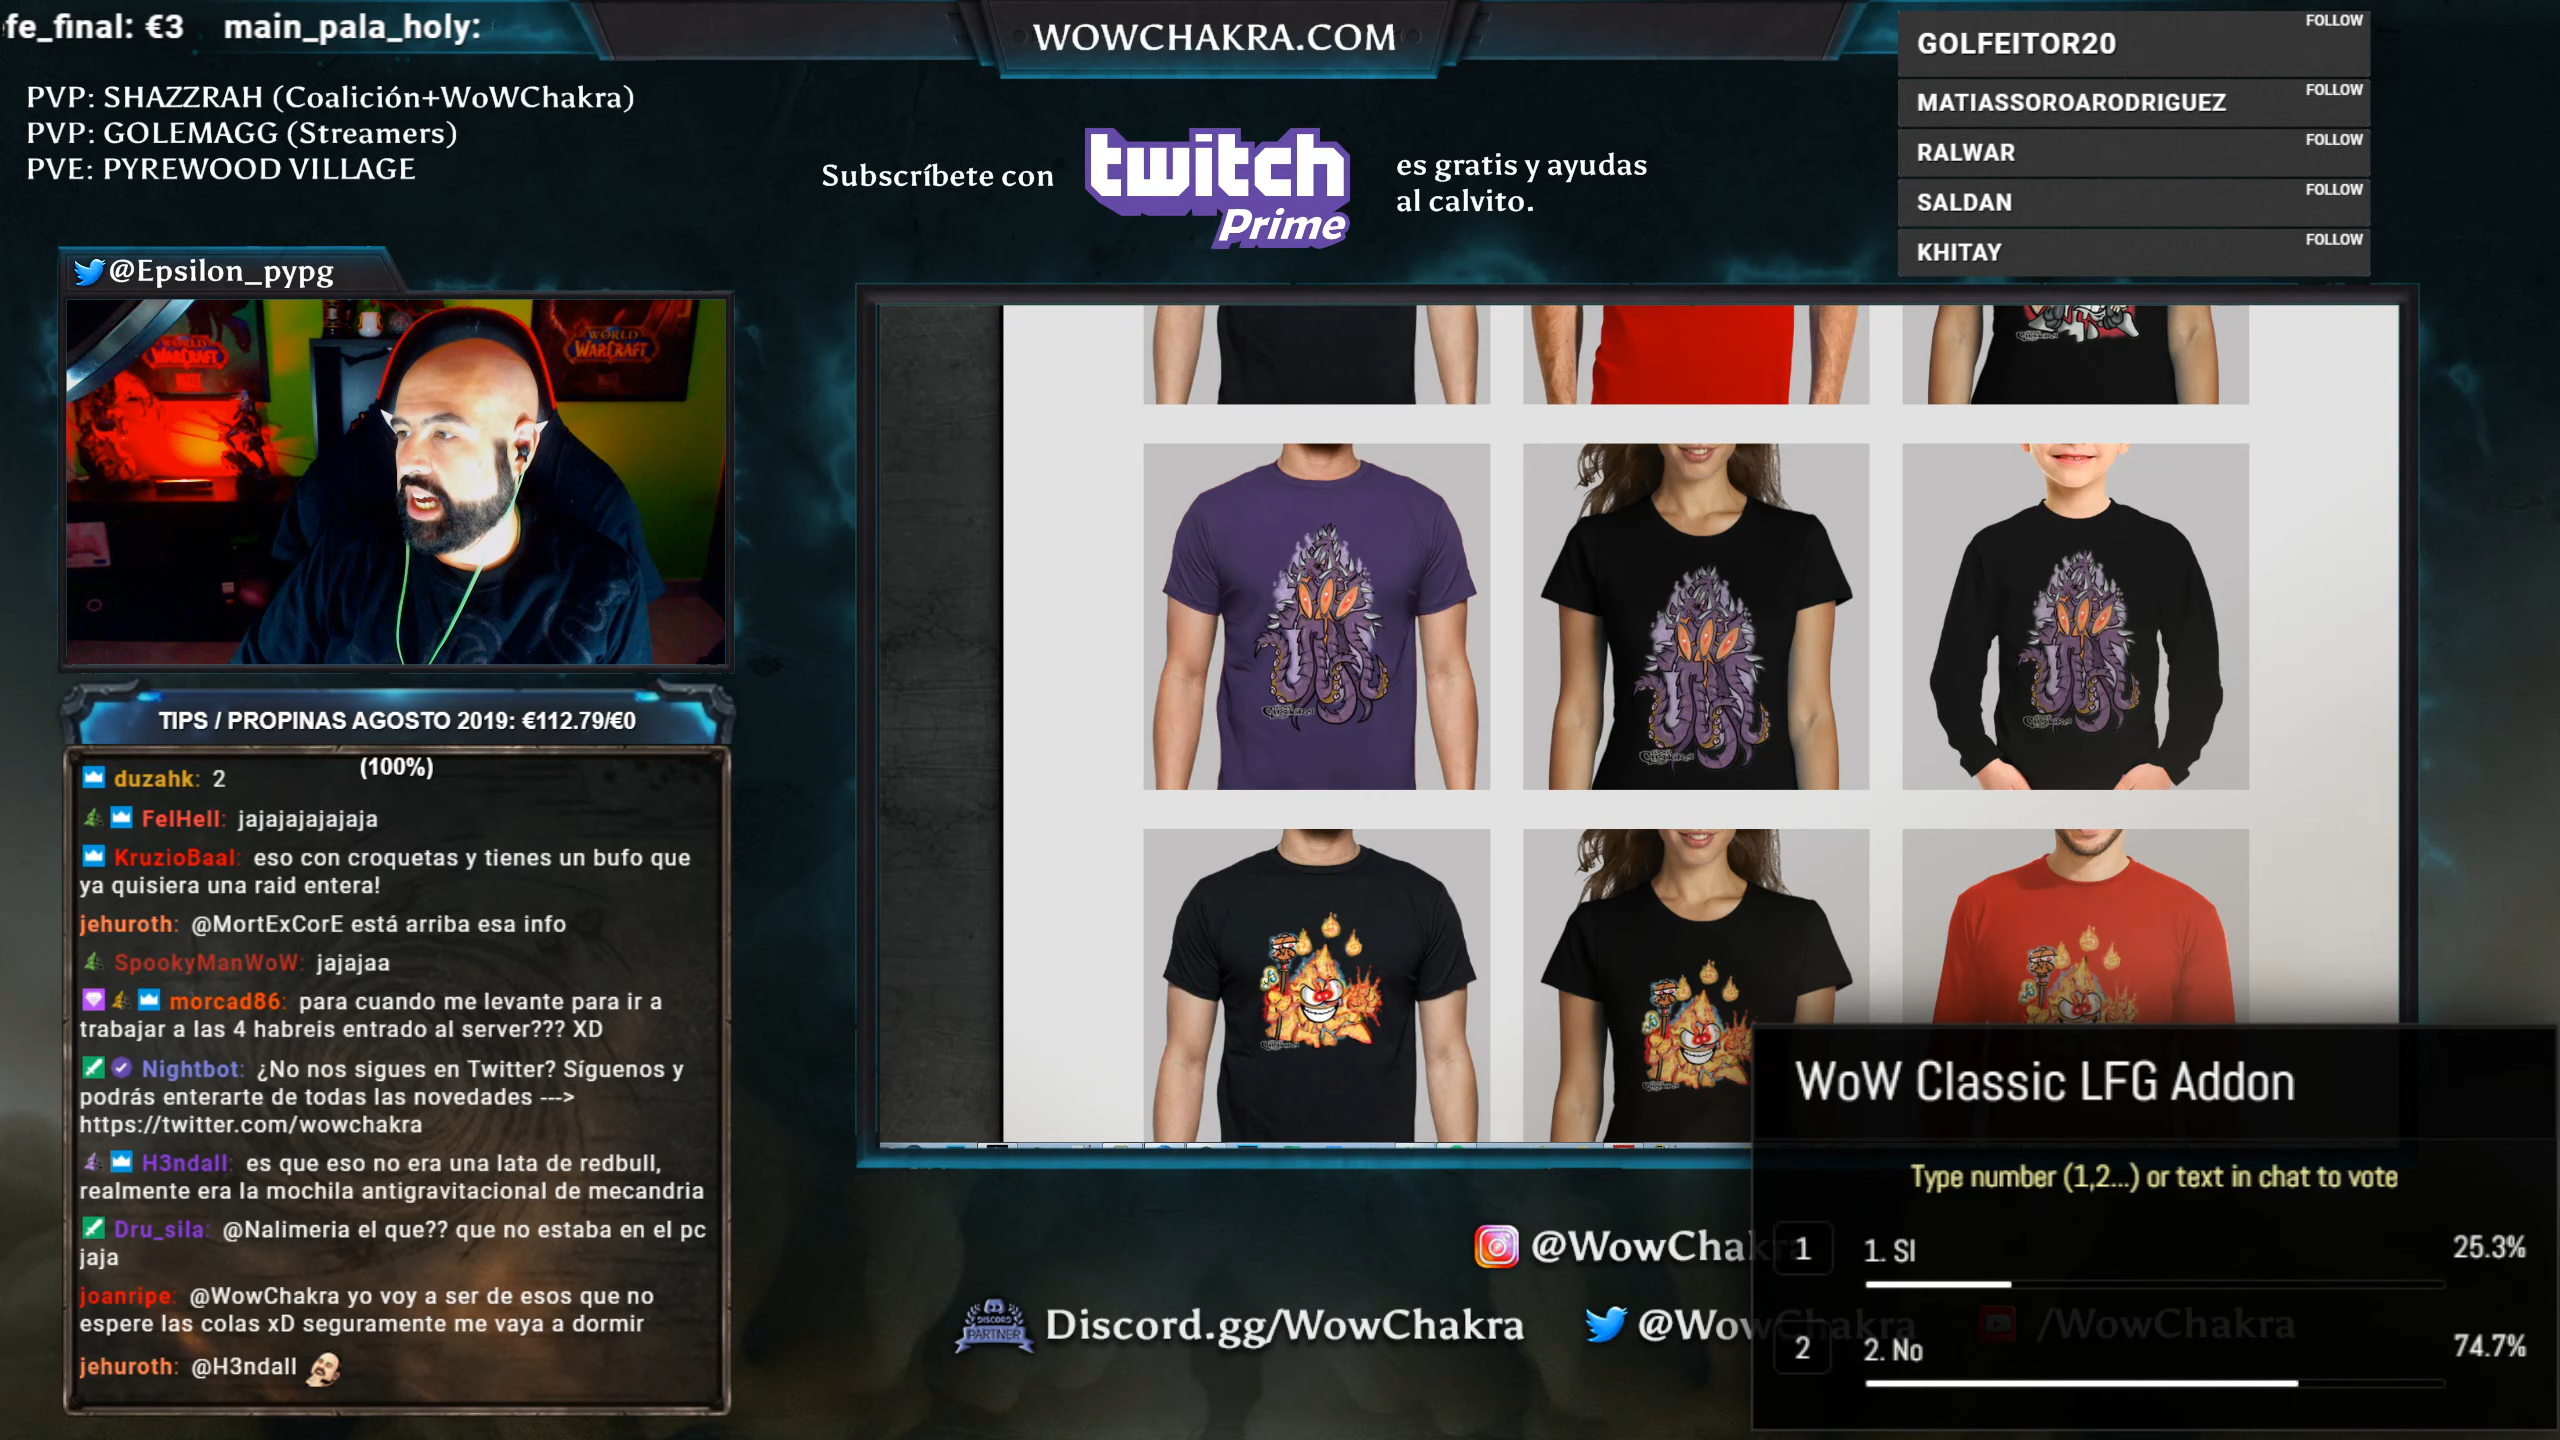 fe_final: €3 main_pala_holy:
WOWCHAKRA.COM
FOLLOW
GOLFEITOR20
FOLLOW
MATIASSOROARODRIGUEZ
FOLLOW
RALWAR
FOLLOW
SALDAN
FOLLOW
KHITAY
PVP: SHAZZRAH (Coalición+WoWChakra)
PVP: GOLEMAGG (Streamers)
PVE: PYREWOOD VILLAGE
Subscríbete con
twitch
Prime
es gratis y ayudas
al calvito.
@Epsilon_pypg
WORLD
WARCRAFT
WORLD
WARCRAFT
TIPS / PROPINAS AGOSTO 2019: €112.79/€0
(100%)
duzahk: 2
FelHell: jajajajajajaja
KruzioBaal: eso con croquetas y tienes un bufo que
ya quisiera una raid entera!
jehuroth: @MortExCorE está arriba esa info
SpookyManWoW: jajajaa
morcad86: para cuando me levante para ir a
trabajar a las 4 habreis entrado al server??? XD
Nightbot: ¿No nos sigues en Twitter? Síguenos y
podrás enterarte de todas las novedades --->
https://twitter.com/wowchakra
H3ndall: es que eso no era una lata de redbull,
realmente era la mochila antigravitacional de mecandria
Dru_sila: @Nalimeria el que?? que no estaba en el pc
jaja
joanripe: @WowChakra yo voy a ser de esos que no
espere las colas xD seguramente me vaya a dormir
jehuroth: @H3ndall
WoW Classic LFG Addon
Type number (1,2...) or text in chat to vote
1 1. SI 25.3%
2 2. No 74.7%
@WowChakra
DISCORD
PARTNER
Discord.gg/WowChakra
@WowChakra
/WowChakra